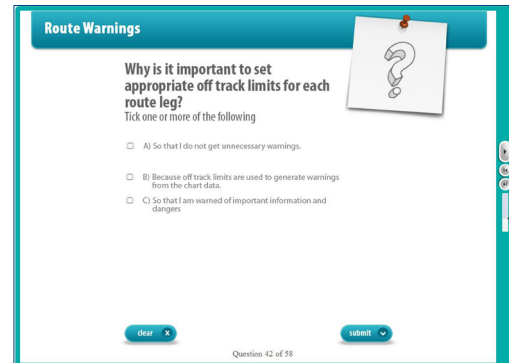 Route Warnings
Why is it important to set
appropriate off track limits for each
route leg?
Tick one or more of the following
A) So that I do not get unnecessary warnings.
B) Because off track limits are used to generate warnings
from the chart data.
C) So that I am warned of important information and
dangers
clear X
submit
Question 42 of 58